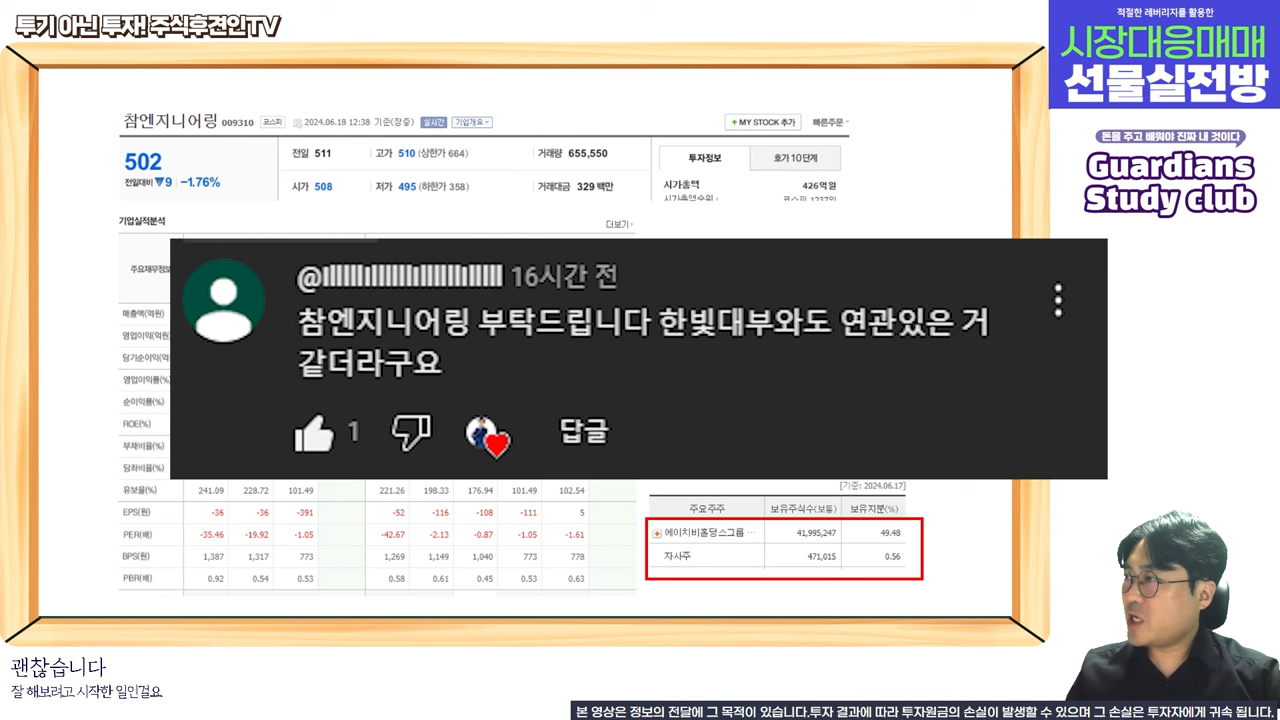 투기 아닌 투자! 주식후견인TV
적절한 레버리지를 활용한
시장대응매매
선물실전방
돈을 주고 배워야 진짜 내 것이다
Guardians
Study club
참엔지니어링 009310 코스피 2024.06.18 12:38 기준(장중) 실시간 기업개요
+ MY STOCK 추가 빠른주문
502
전일대비 ▼9 | -1.76%
전일 511 고가 510 (상한가 664) 거래량 655,550
시가 508 저가 495 (하한가 358) 거래대금 329 백만
투자정보 호가 10단계
시가총액 426억원
시가총액순위 코스피 1237위
기업실적분석 더보기
주요재무정보
매출액(억원)
영업이익(억원)
당기순이익(억
영업이익률(%)
순이익률(%)
ROE(%)
부채비율(%)
당좌비율(%)
유보율(%) 241.09 228.72 101.49 221.26 198.33 176.94 101.49 102.54
EPS(원) -36 -36 -391 -52 -116 -108 -111 5
PER(배) -35.46 -19.92 -1.05 -42.67 -2.13 -0.87 -1.05 -1.61
BPS(원) 1,387 1,317 773 1,269 1,149 1,040 773 778
PBR(배) 0.92 0.54 0.53 0.58 0.61 0.45 0.53 0.63
16시간 전
참엔지니어링 부탁드립니다 한빛대부와도 연관있은 거
같더라구요
1
답글
[기준: 2024.06.17]
주요주주 보유주식수(보통) 보유지분(%)
에이치비홀딩스그룹 … 41,995,247 49.48
자사주 471,015 0.56
괜찮습니다
잘 해보려고 시작한 일인걸요
본 영상은 정보의 전달에 그 목적이 있습니다.투자 결과에 따라 투자원금의 손실이 발생할 수 있으며 그 손실은 투자자에게 귀속 됩니다.